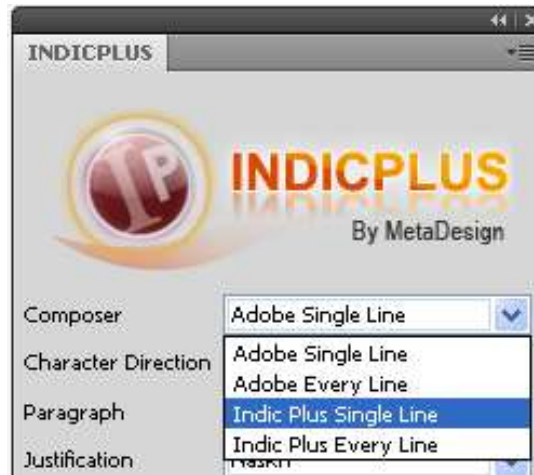 INDICPLUS
IP
INDICPLUS
By MetaDesign
Composer
Adobe Single Line
Character Direction
Adobe Single Line
Adobe Every Line
Paragraph
Indic Plus Single Line
Indic Plus Every Line
Justification